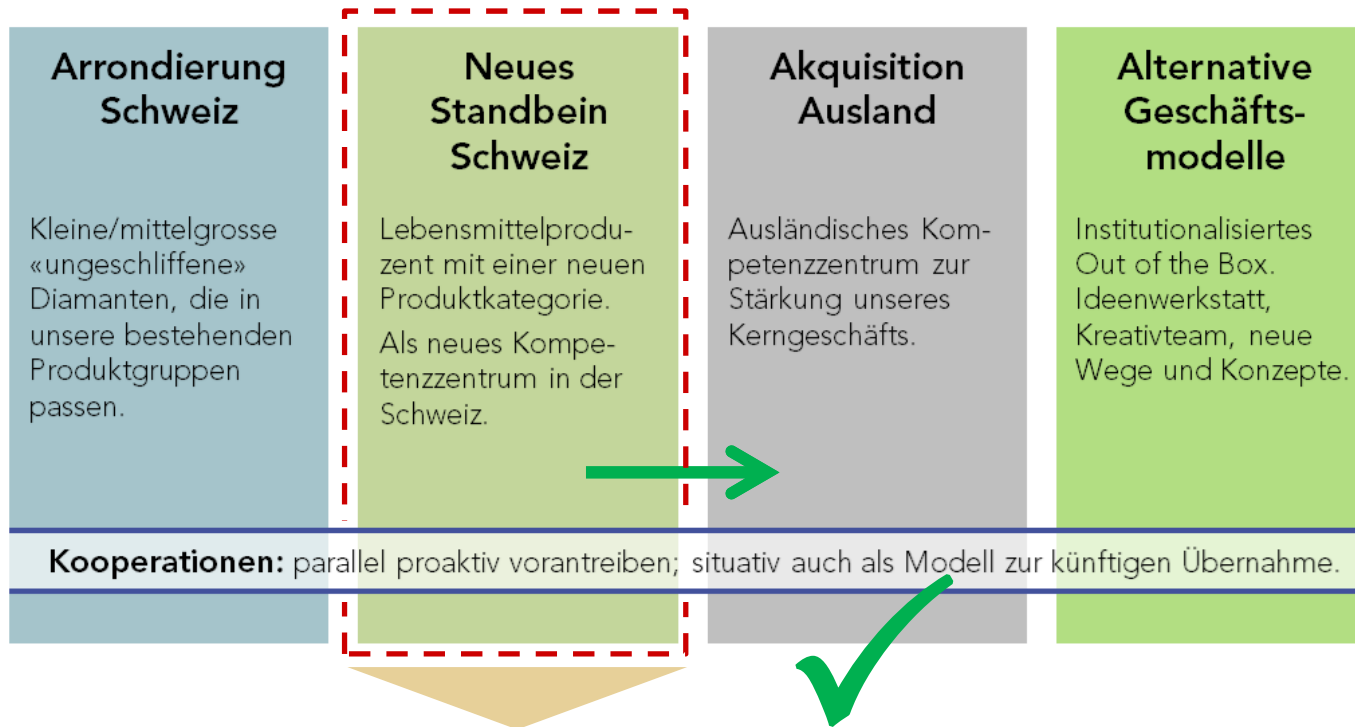 Arrondierung
Schweiz
Kleine/mittelgrosse
«ungeschliffene»
Diamanten, die in
unsere bestehenden
Produktgruppen
passen.
Neues
Standbein
Schweiz
Lebensmittelprodu-
zent mit einer neuen
Produktkategorie.
Als neues Kompe-
tenzzentrum in der
Schweiz.
Akquisition
Ausland
Ausländisches Kom-
petenzzentrum zur
Stärkung unseres
Kerngeschäfts.
Alternative
Geschäfts-
modelle
Institutionalisiertes
Out of the Box.
Ideenwerkstatt,
Kreativteam, neue
Wege und Konzepte.
Kooperationen: parallel proaktiv vorantreiben; situativ auch als Modell zur künftigen Übernahme.